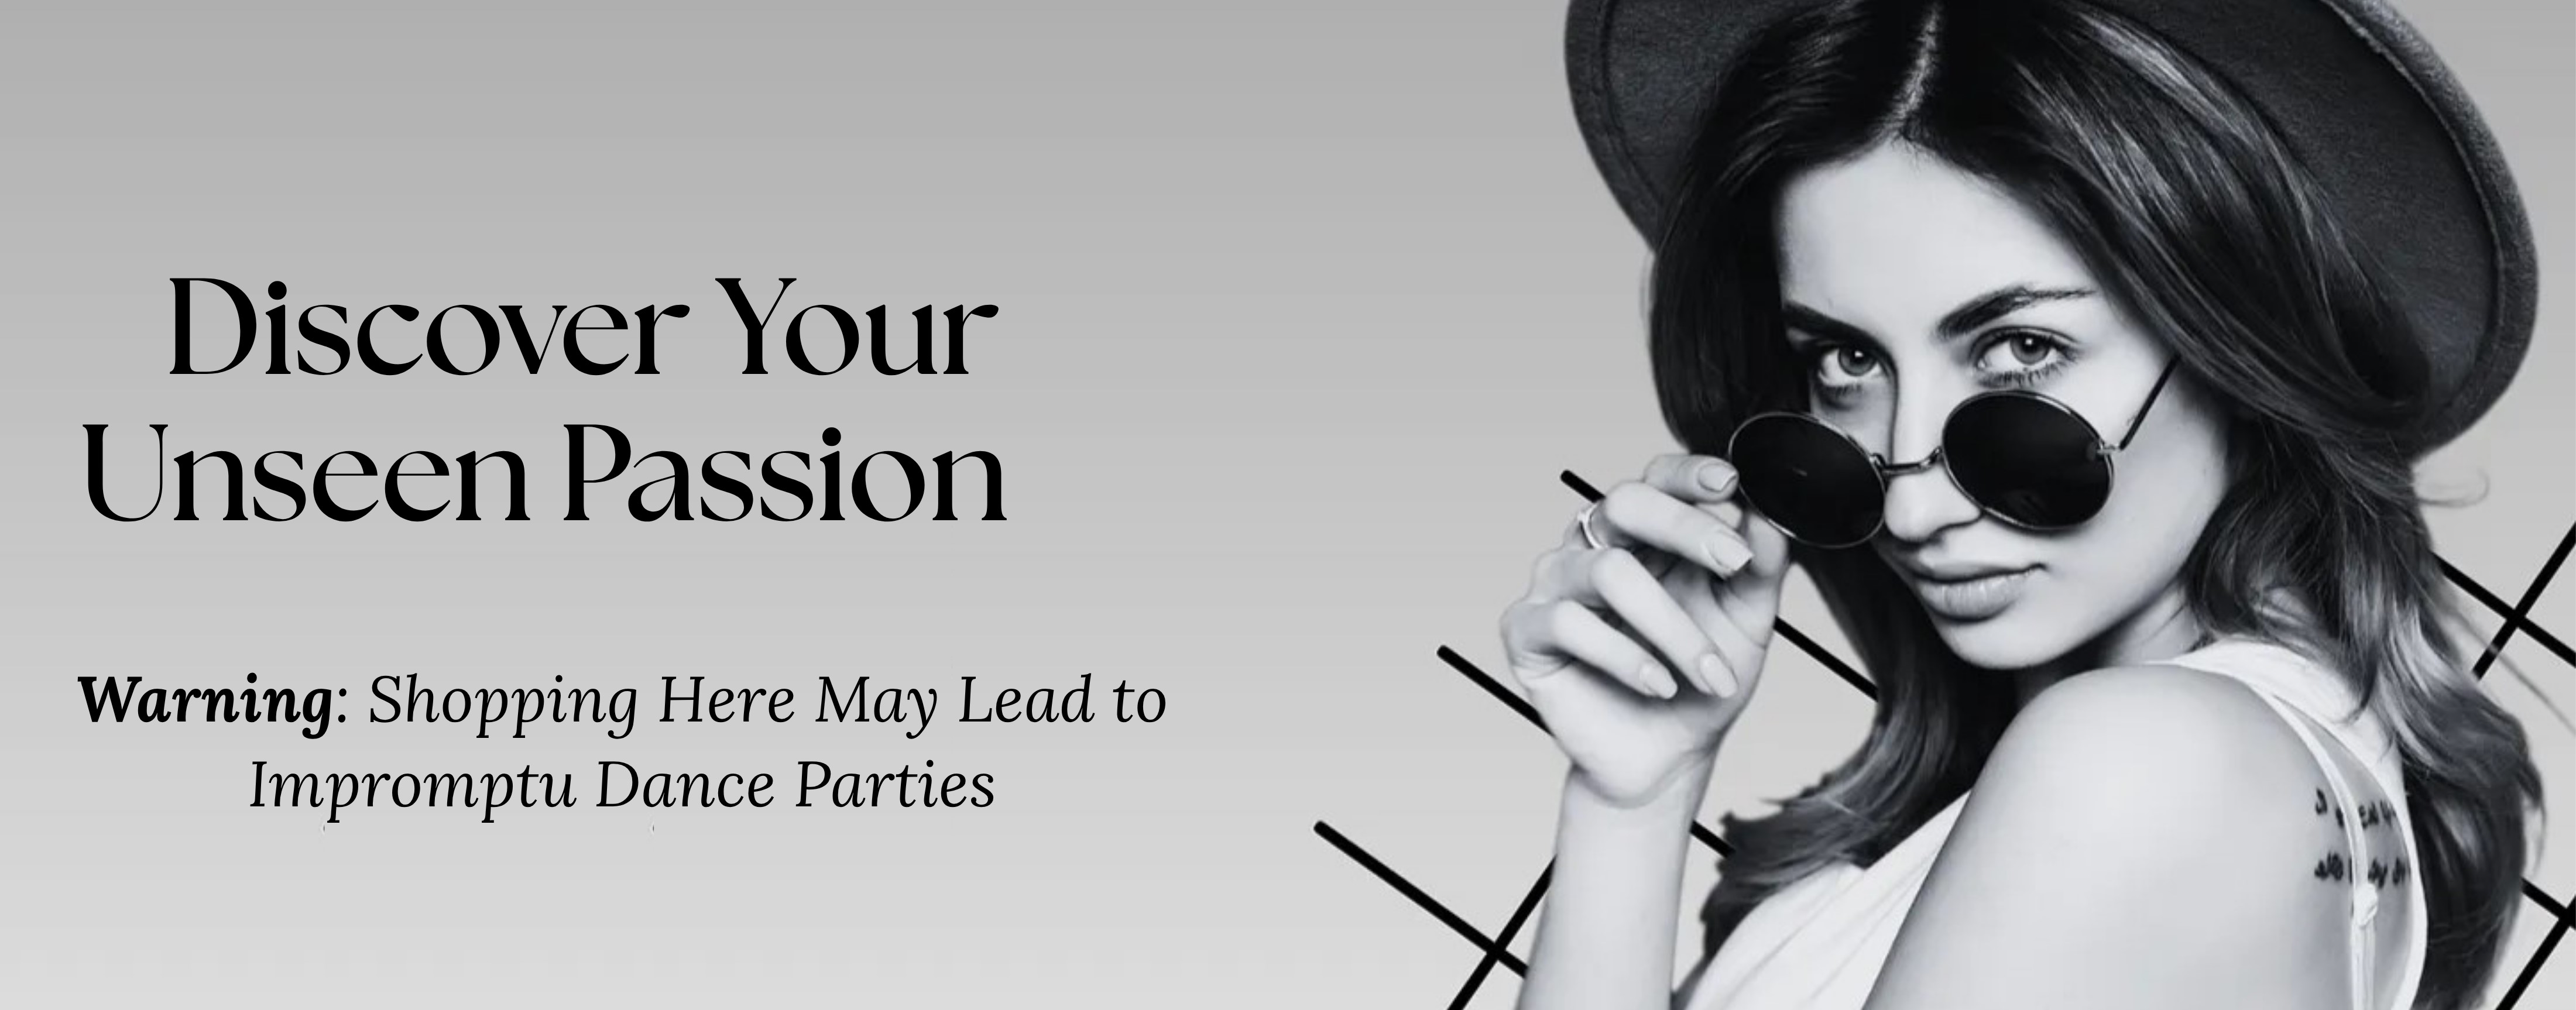 Discover Your
Unseen Passion
Warning: Shopping Here May Lead to
Impromptu Dance Parties